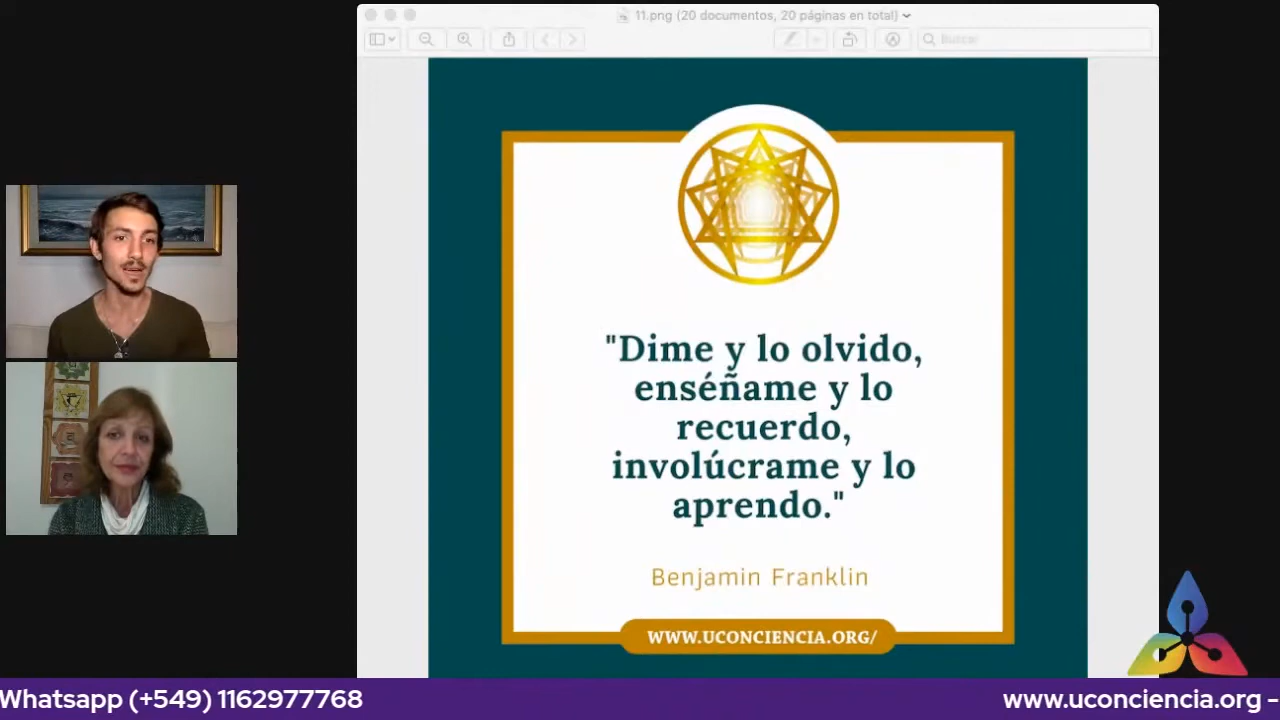 11.png (20 documentos, 20 páginas en total)
Buscar
"Dime y lo olvido,
enséñame y lo
recuerdo,
involúcrame y lo
aprendo."
Benjamin Franklin
WWW.UCONCIENCIA.ORG/
Whatsapp (+549) 1162977768
www.uconciencia.org -